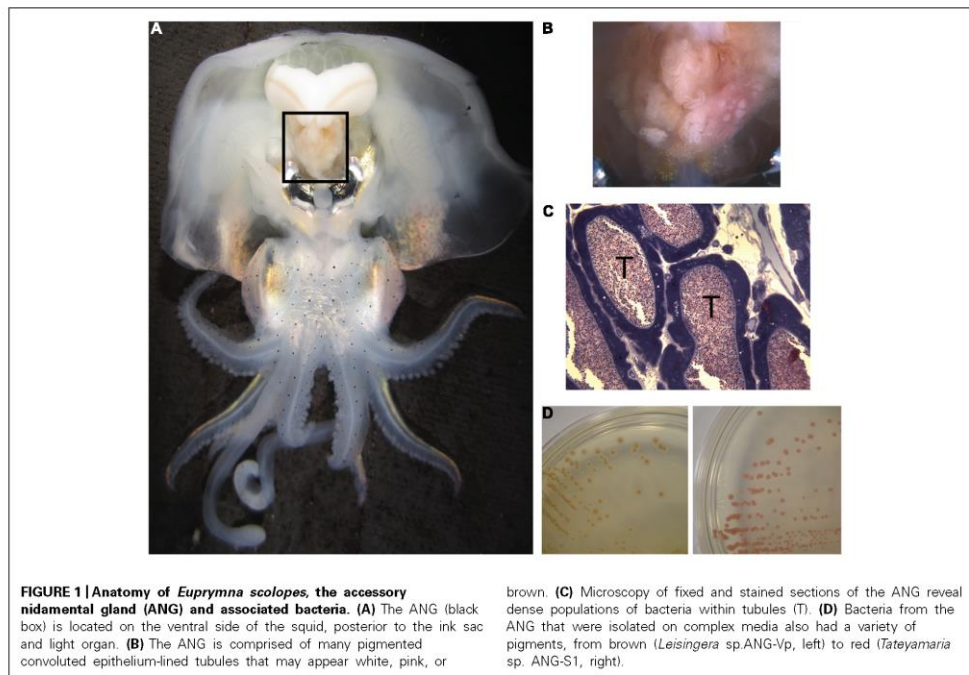 A
B
C
T
T
D
FIGURE 1 | Anatomy of Euprymna scolopes, the accessory
nidamental gland (ANG) and associated bacteria. (A) The ANG (black
box) is located on the ventral side of the squid, posterior to the ink sac
and light organ. (B) The ANG is comprised of many pigmented
convoluted epithelium-lined tubules that may appear white, pink, or
brown. (C) Microscopy of fixed and stained sections of the ANG reveal
dense populations of bacteria within tubules (T). (D) Bacteria from the
ANG that were isolated on complex media also had a variety of
pigments, from brown (Leisingera sp.ANG-Vp, left) to red (Tateyamaria
sp. ANG-S1, right).